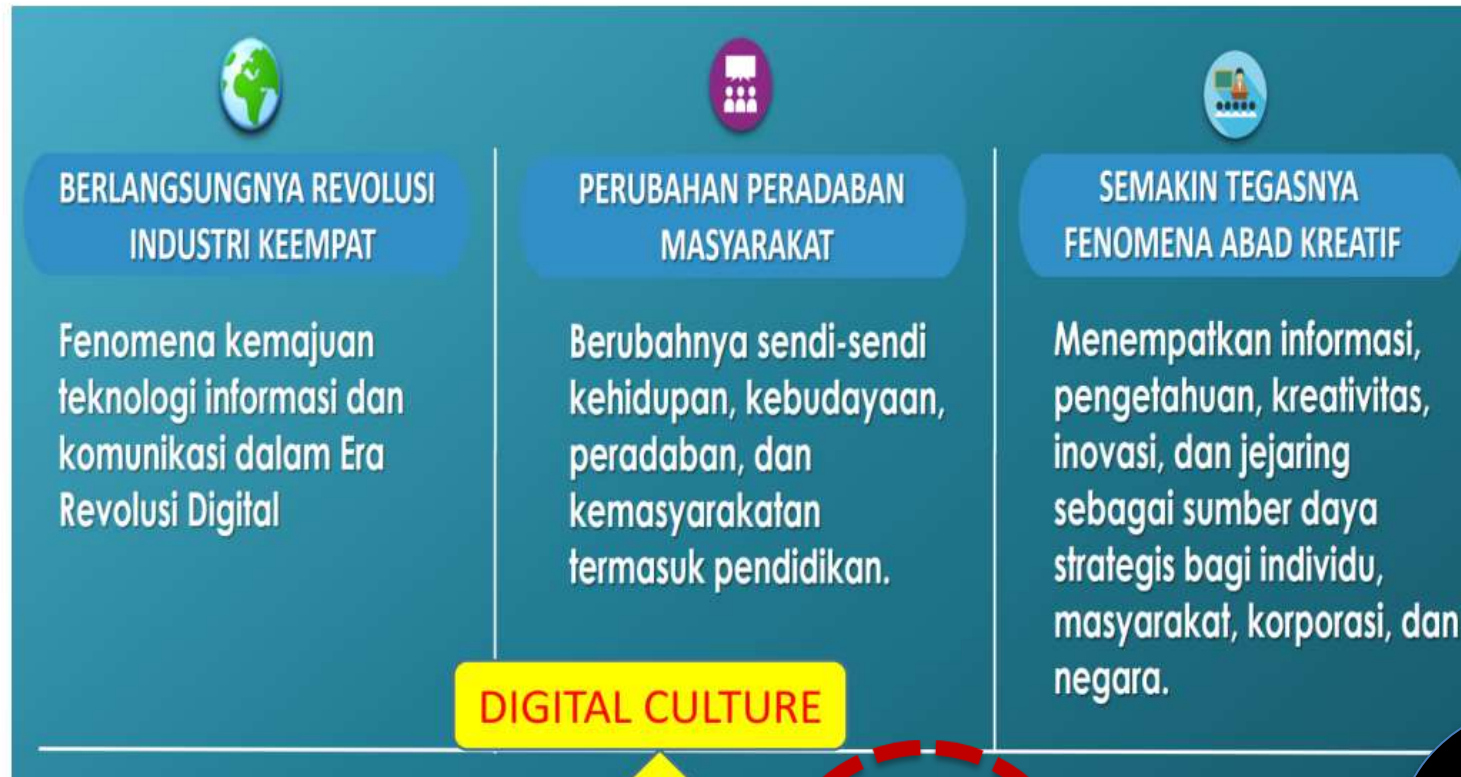 BERLANGSUNGNYA REVOLUSI
INDUSTRI KEEMPAT
Fenomena kemajuan
teknologi informasi dan
komunikasi dalam Era
Revolusi Digital
PERUBAHAN PERADABAN
MASYARAKAT
Berubahnya sendi-sendi
kehidupan, kebudayaan,
peradaban, dan
kemasyarakatan
termasuk pendidikan.
SEMAKIN TEGASNYA
FENOMENA ABAD KREATIF
Menempatkan informasi,
pengetahuan, kreativitas,
inovasi, dan jejaring
sebagai sumber daya
strategis bagi individu,
masyarakat, korporasi, dan
negara.
DIGITAL CULTURE